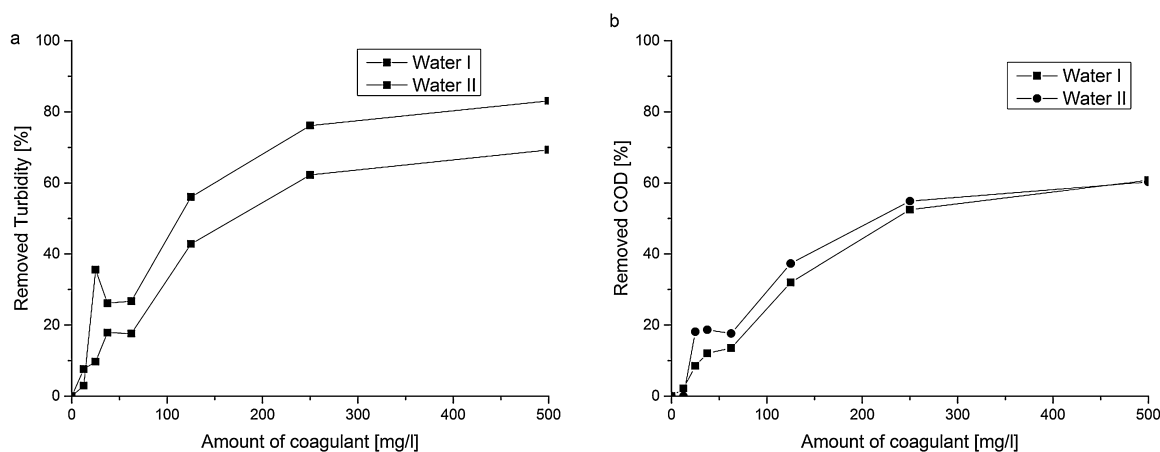 a
Removed Turbidity [%]
100
80
60
40
20
0
Water I
Water II
0 100 200 300 400 500
Amount of coagulant [mg/l]
b
Removed COD [%]
100
80
60
40
20
0
Water I
Water II
0 100 200 300 400 500
Amount of coagulant [mg/l]